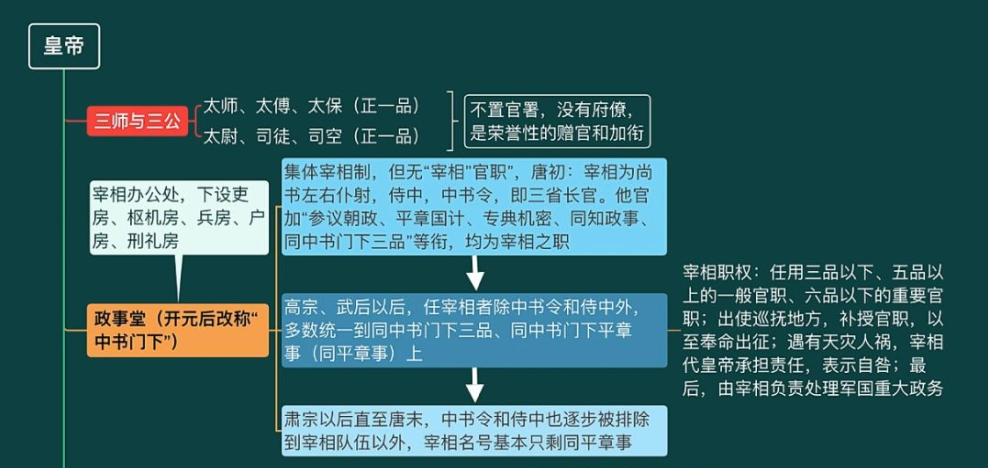 皇帝
三师与三公
太师、太傅、太保（正一品）
太尉、司徒、司空（正一品）
不置官署，没有府僚，
是荣誉性的赠官和加衔
宰相办公处，下设吏
房、枢机房、兵房、户
房、刑礼房
政事堂（开元后改称“
中书门下”）
集体宰相制，但无“宰相”官职”，唐初：宰相为尚
书左右仆射，侍中，中书令，即三省长官。他官
加“参议朝政、平章国计、专典机密、同知政事、
同中书门下三品”等衔，均为宰相之职
高宗、武后以后，任宰相者除中书令和侍中外，
多数统一到同中书门下三品、同中书门下平章
事（同平章事）上
肃宗以后直至唐末，中书令和侍中也逐步被排除
到宰相队伍以外，宰相名号基本只剩同平章事
宰相职权：任用三品以下、五品以
上的一般官职、六品以下的重要官
职；出使巡抚地方，补授官职，以
至奉命出征；遇有天灾人祸，宰相
代皇帝承担责任，表示自咎；最
后，由宰相负责处理军国重大政务